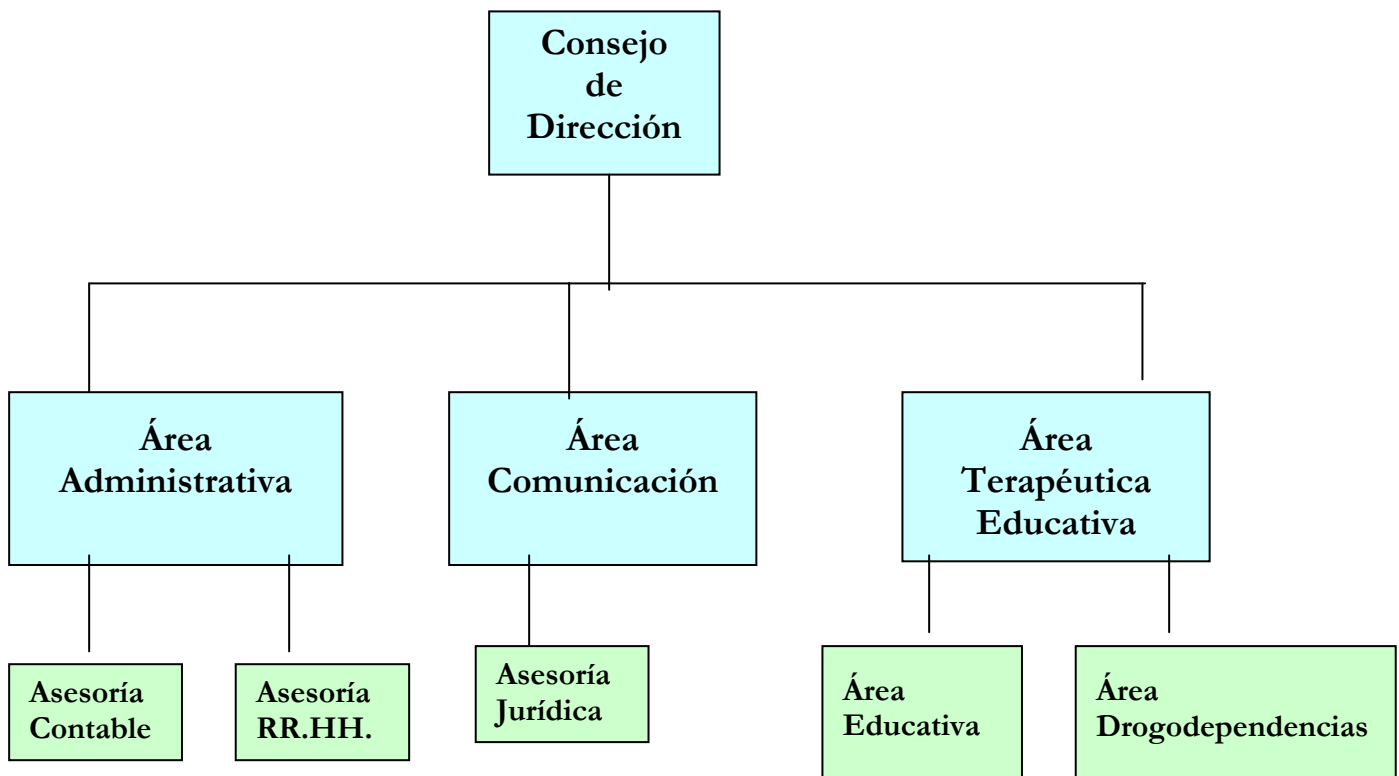 Consejo
de
Dirección
Área
Administrativa
Área
Comunicación
Área
Terapéutica
Educativa
Asesoría
Contable
Asesoría
RR.HH.
Asesoría
Jurídica
Área
Educativa
Área
Drogodependencias